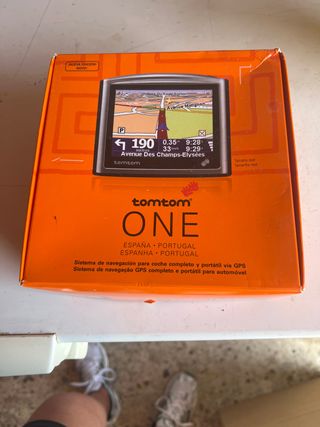 190
0.35
9:28
33
9:29
Avenue Des Champs-Elysées
tomtom
tomtom
ONE
ESPAÑA · PORTUGAL
ESPANHA · PORTUGAL
Sistema de navegación para coche completo y portátil vía GPS
Sistema de navegação GPS completo e portátil para automóvel